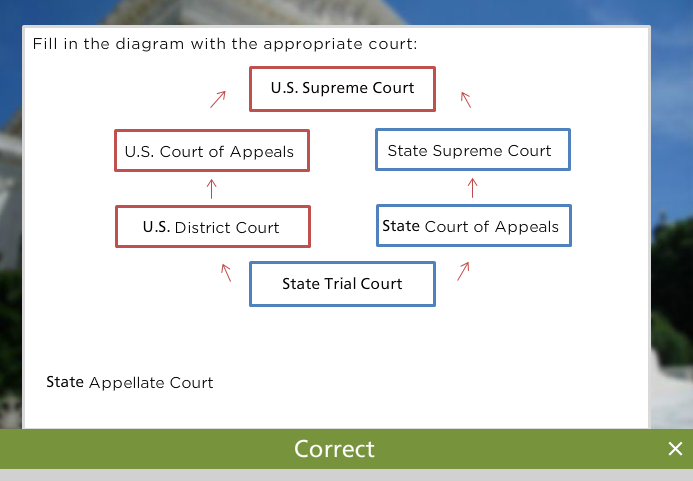 Fill in the diagram with the appropriate court:
U.S. Supreme Court
U.S. Court of Appeals
State Supreme Court
U.S. District Court
State Court of Appeals
State Trial Court
State Appellate Court
Correct